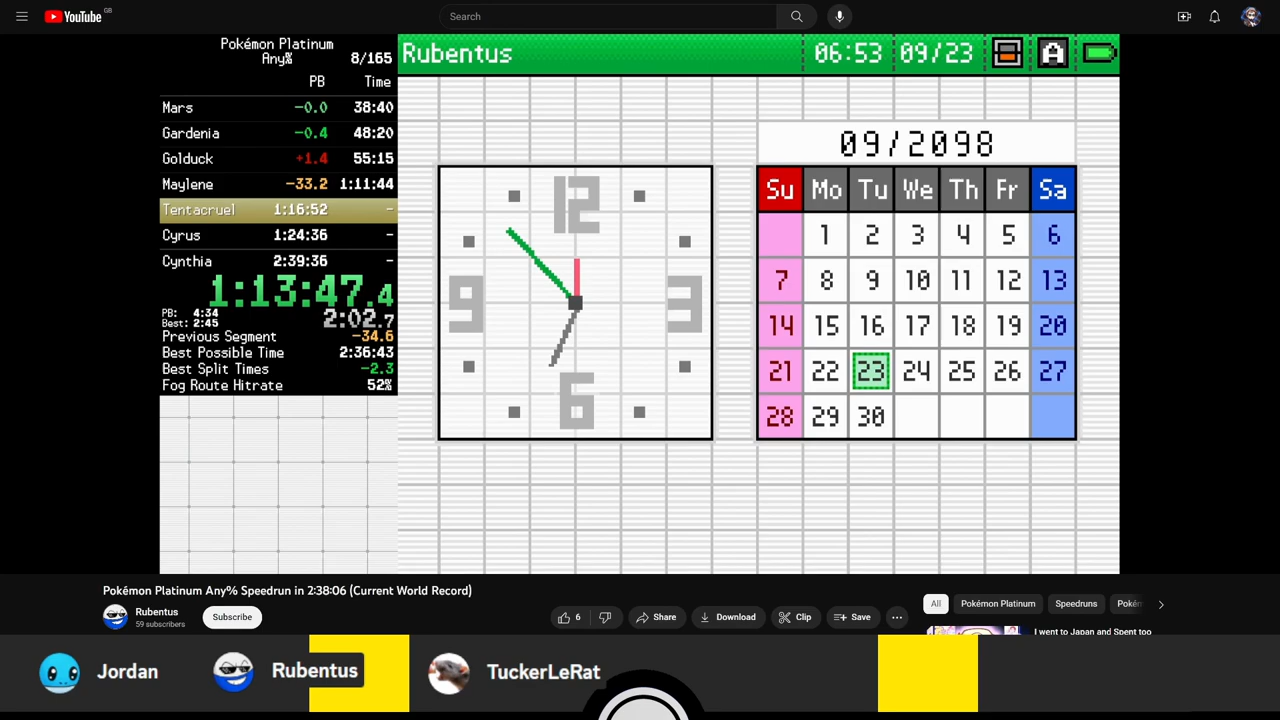 YouTube GB
Search
Pokémon Platinum
Any% 8/165
PB Time
Mars -0.0 38:40
Gardenia -0.4 48:20
Golduck +1.4 55:15
Maylene -33.2 1:11:44
Tentacruel 1:16:52 -
Cyrus 1:24:36 -
Cynthia 2:39:36 -
1:13:47.4
PB: 4:34
Best: 2:45
2:02.7
Previous Segment -34.6
Best Possible Time 2:36:43
Best Split Times -2.3
Fog Route Hitrate 52%
Rubentus 06:53 09/23 A
12
9 3
6
09/2098
Su Mo Tu We Th Fr Sa
1 2 3 4 5 6
7 8 9 10 11 12 13
14 15 16 17 18 19 20
21 22 23 24 25 26 27
28 29 30
Pokémon Platinum Any% Speedrun in 2:38:06 (Current World Record)
Rubentus
59 subscribers
Subscribe
6 Share Download Clip Save
All Pokémon Platinum Speedruns Pokén
I went to Japan and Spent too
Jordan Rubentus TuckerLeRat